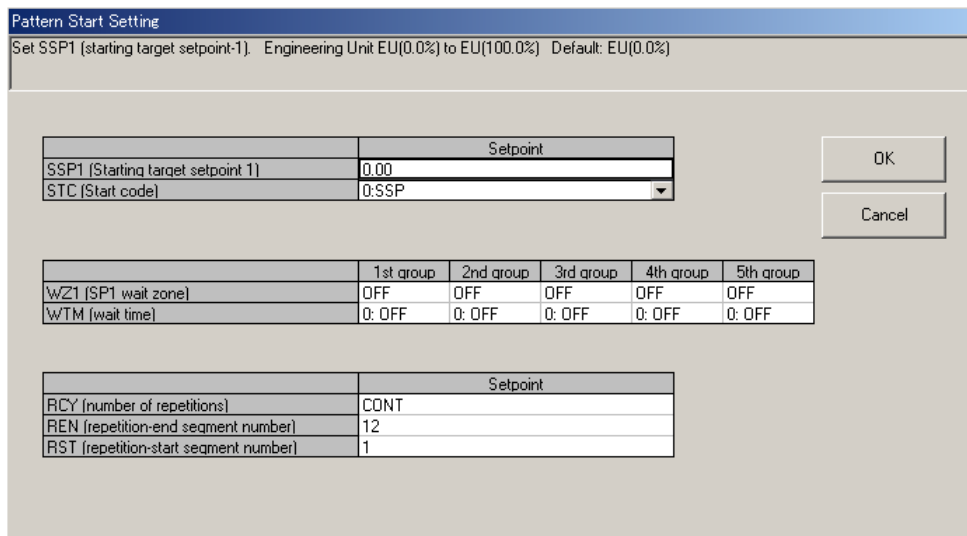 Pattern Start Setting
Set SSP1 (starting target setpoint-1). Engineering Unit EU(0.0%) to EU(100.0%) Default: EU(0.0%)
Setpoint
SSP1 (Starting target setpoint 1) 0.00
STC (Start code) 0:SSP
OK
Cancel
1st group 2nd group 3rd group 4th group 5th group
WZ1 (SP1 wait zone) OFF OFF OFF OFF OFF
WTM (wait time) 0: OFF 0: OFF 0: OFF 0: OFF 0: OFF
Setpoint
RCY (number of repetitions) CONT
REN (repetition-end segment number) 12
RST (repetition-start segment number) 1